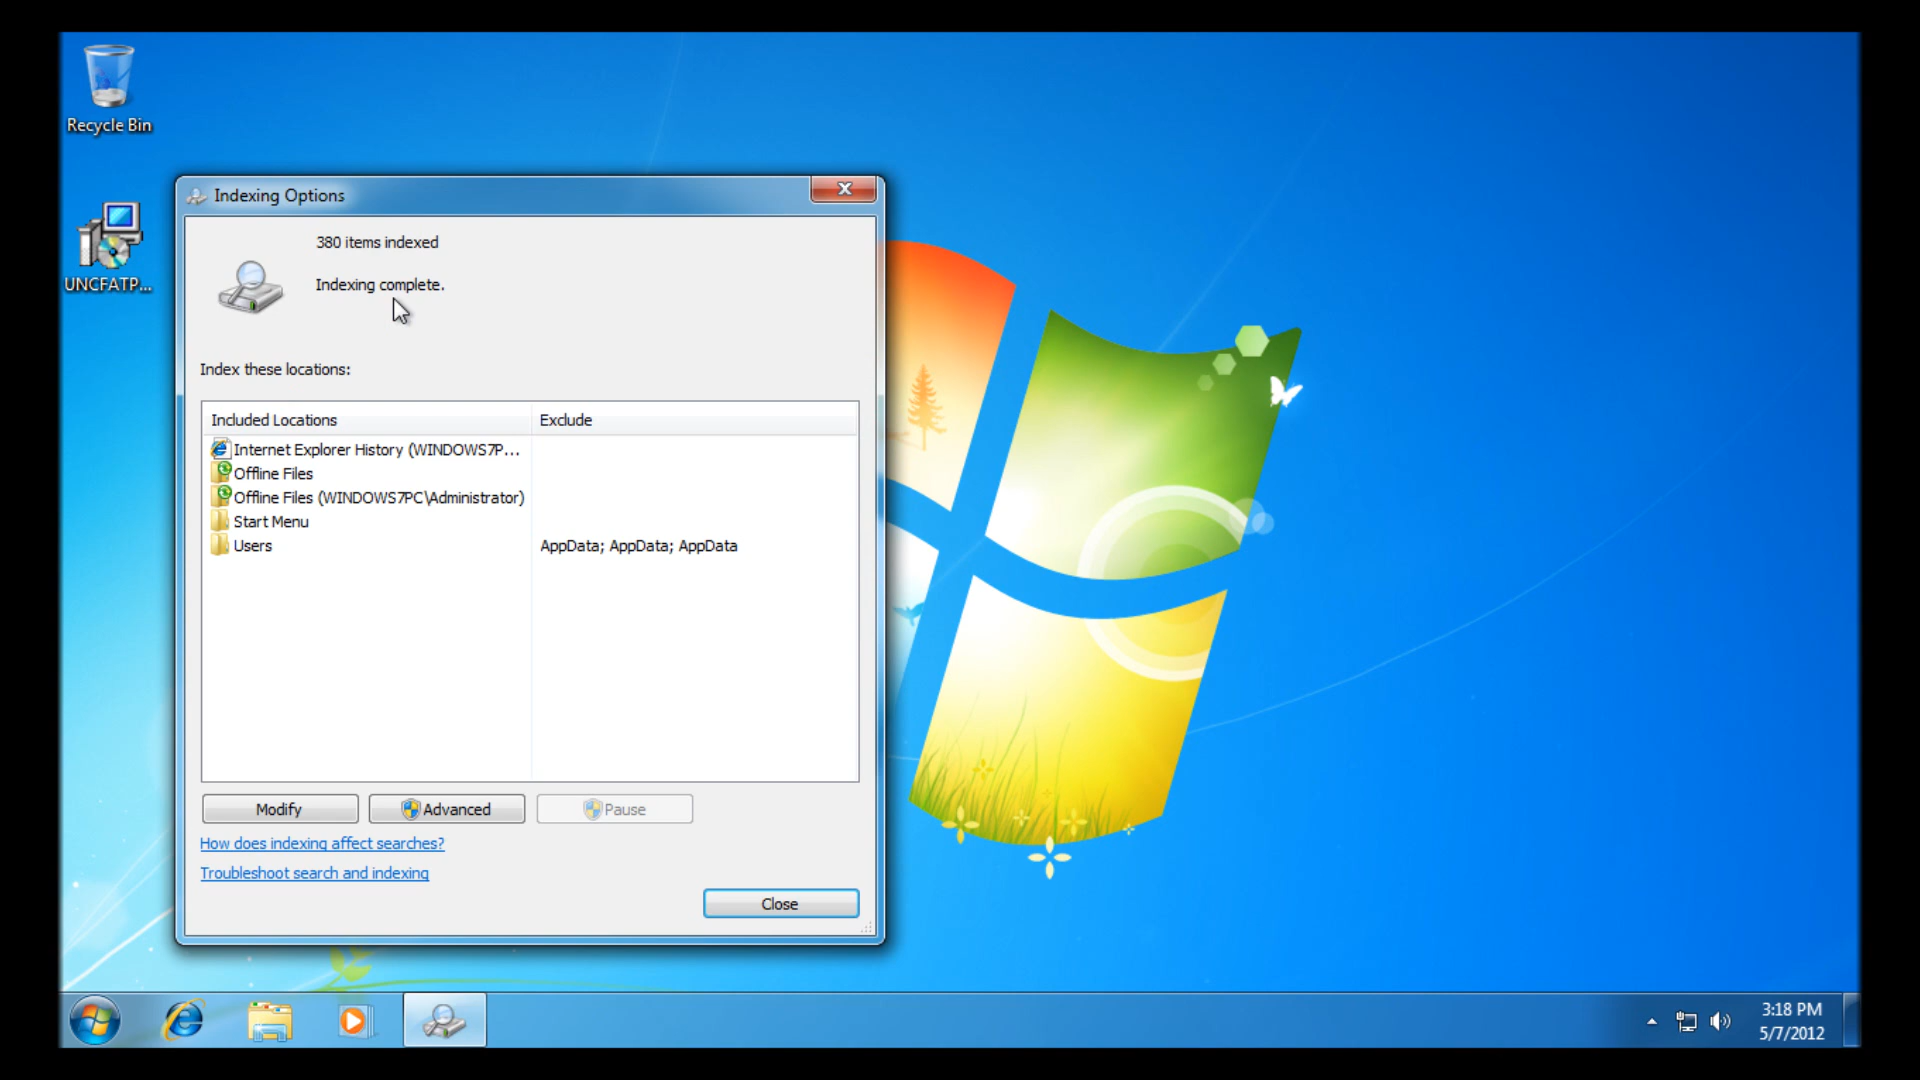 Recycle Bin
UNCFATP...
Indexing Options
380 items indexed
Indexing complete.
Index these locations:
Included Locations
Exclude
Internet Explorer History (WINDOWS7P...
Offline Files
Offline Files (WINDOWS7PC\Administrator)
Start Menu
Users
AppData; AppData; AppData
Modify
Advanced
Pause
How does indexing affect searches?
Troubleshoot search and indexing
Close
3:18 PM
5/7/2012